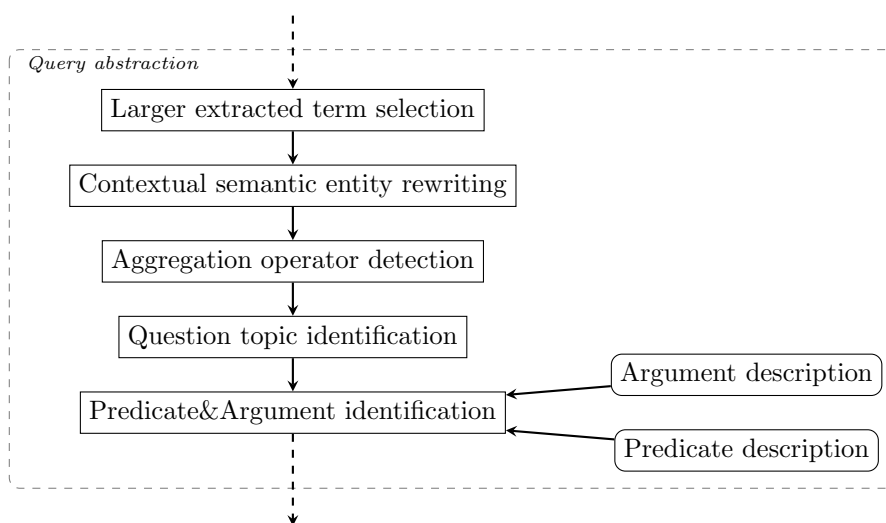 Query abstraction
Larger extracted term selection
Contextual semantic entity rewriting
Aggregation operator detection
Question topic identification
Argument description
Predicate&Argument identification
Predicate description